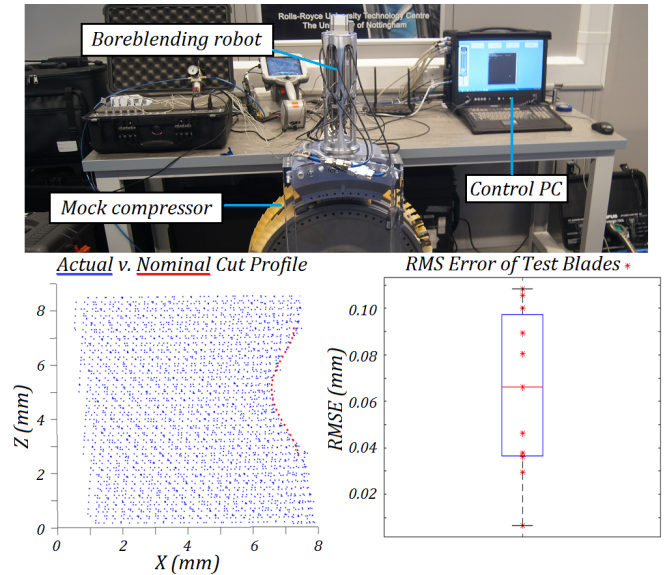 Rolls-Royce University Technology Centre
The University of Nottingham
Boreblending robot
Mock compressor
Control PC
Actual v. Nominal Cut Profile
Z (mm)
8
6
4
2
0
0 2 4 6 8
X (mm)
RMS Error of Test Blades *
RMSE (mm)
0.10
0.08
0.06
0.04
0.02